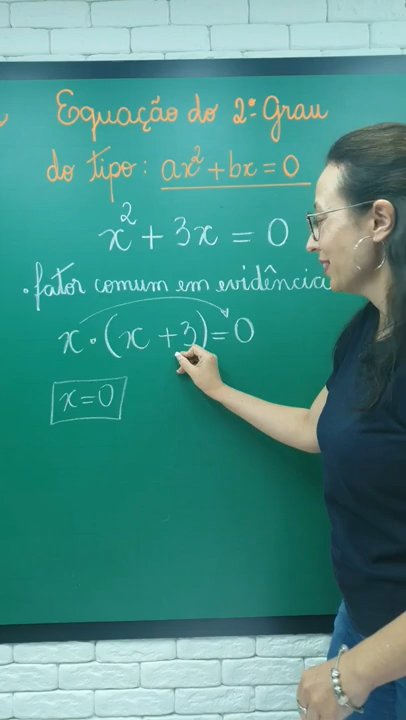 Equação do 2º Grau
do tipo: ax² + bx = 0
x² + 3x = 0
• fator comum em evidência
x • (x + 3) = 0
x = 0